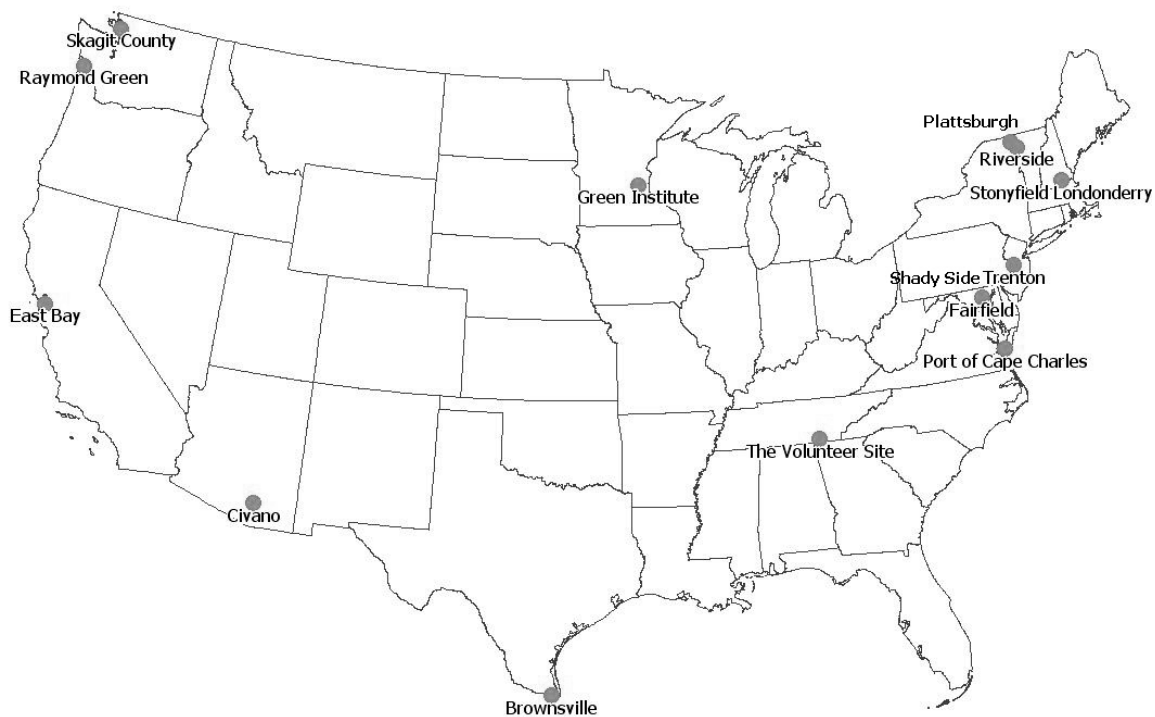 Skagit County
Raymond Green
Plattsburgh
Riverside
Green Institute
Stonyfield Londonderry
Shady Side Trenton
East Bay
Fairfield
Port of Cape Charles
The Volunteer Site
Civano
Brownsville